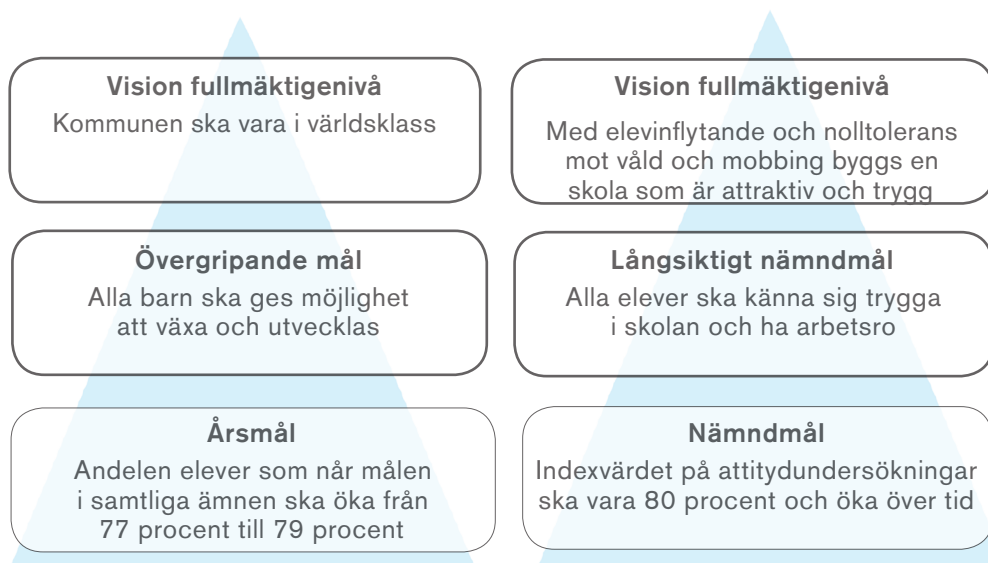 Vision fullmäktigenivå
Kommunen ska vara i världsklass
Övergripande mål
Alla barn ska ges möjlighet
att växa och utvecklas
Årsmål
Andelen elever som når målen
i samtliga ämnen ska öka från
77 procent till 79 procent
Vision fullmäktigenivå
Med elevinflytande och nolltolerans
mot våld och mobbing byggs en
skola som är attraktiv och trygg
Långsiktigt nämndmål
Alla elever ska känna sig trygga
i skolan och ha arbetsro
Nämndmål
Indexvärdet på attitydundersökningar
ska vara 80 procent och öka över tid